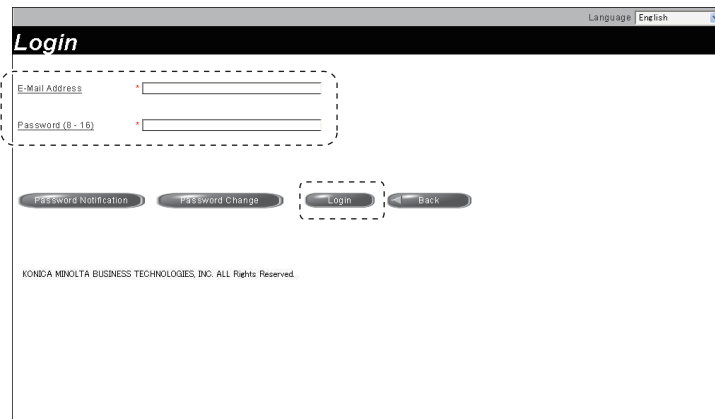 Language English
Login
E-Mail Address *
Password (8 - 16) *
Password Notification Password Change Login Back
KONICA MINOLTA BUSINESS TECHNOLOGIES, INC. ALL Rights Reserved.